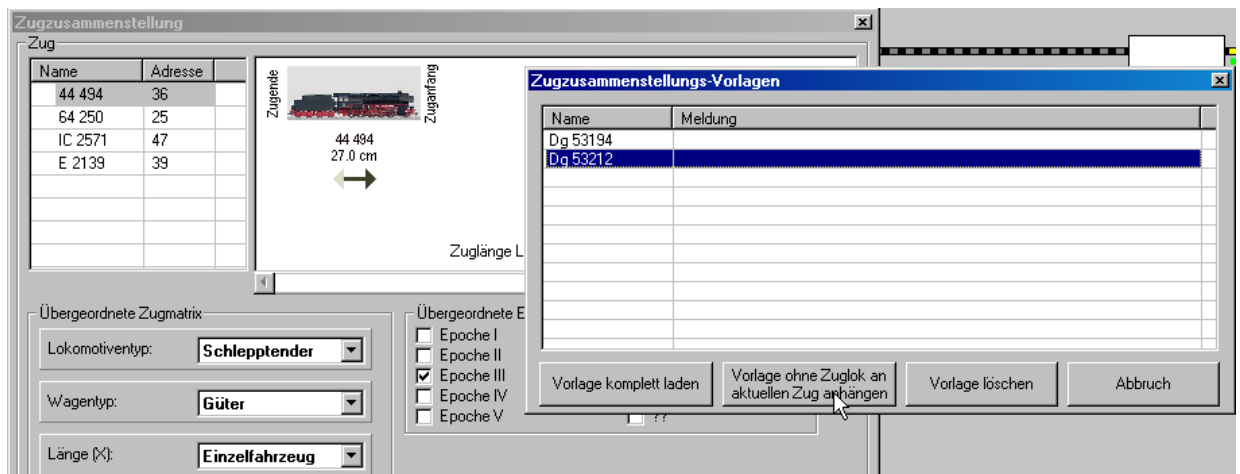 Zugzusammenstellung
Zug
Name Adresse
44 494 36
64 250 25
IC 2571 47
E 2139 39
Zugende
Zuganfang
44 494
27.0 cm
Zuglänge L
Übergeordnete Zugmatrix
Lokomotiventyp: Schlepptender
Wagentyp: Güter
Länge (X): Einzelfahrzeug
Übergeordnete E
Epoche I
Epoche II
Epoche III
Epoche IV
Epoche V
??
Zugzusammenstellungs-Vorlagen
Name Meldung
Dg 53194
Dg 53212
Vorlage komplett laden
Vorlage ohne Zuglok an
aktuellen Zug anhängen
Vorlage löschen
Abbruch